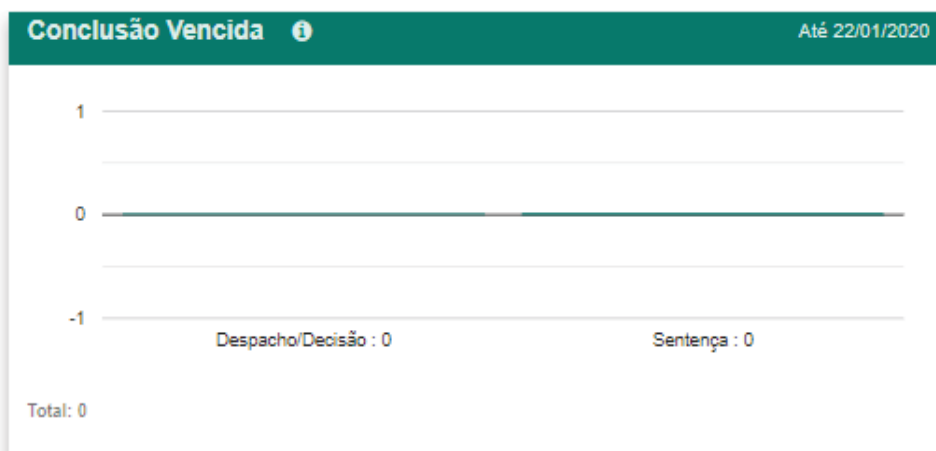 Conclusão Vencida
Até 22/01/2020
1
0
-1
Despacho/Decisão : 0
Sentença : 0
Total: 0